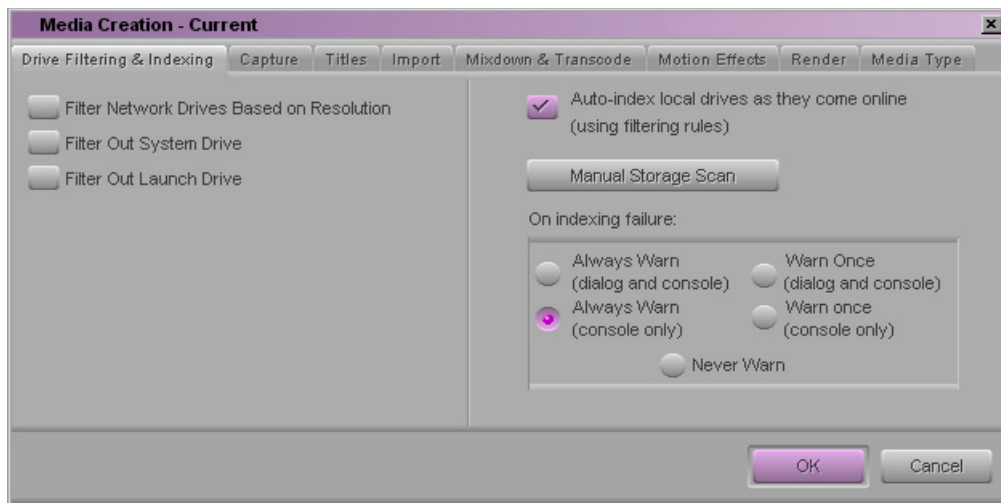 Media Creation - Current
Drive Filtering & Indexing
Capture
Titles
Import
Mixdown & Transcode
Motion Effects
Render
Media Type
Filter Network Drives Based on Resolution
Filter Out System Drive
Filter Out Launch Drive
Auto-index local drives as they come online
(using filtering rules)
Manual Storage Scan
On indexing failure:
Always Warn
(dialog and console)
Warn Once
(dialog and console)
Always Warn
(console only)
Warn once
(console only)
Never Warn
OK
Cancel